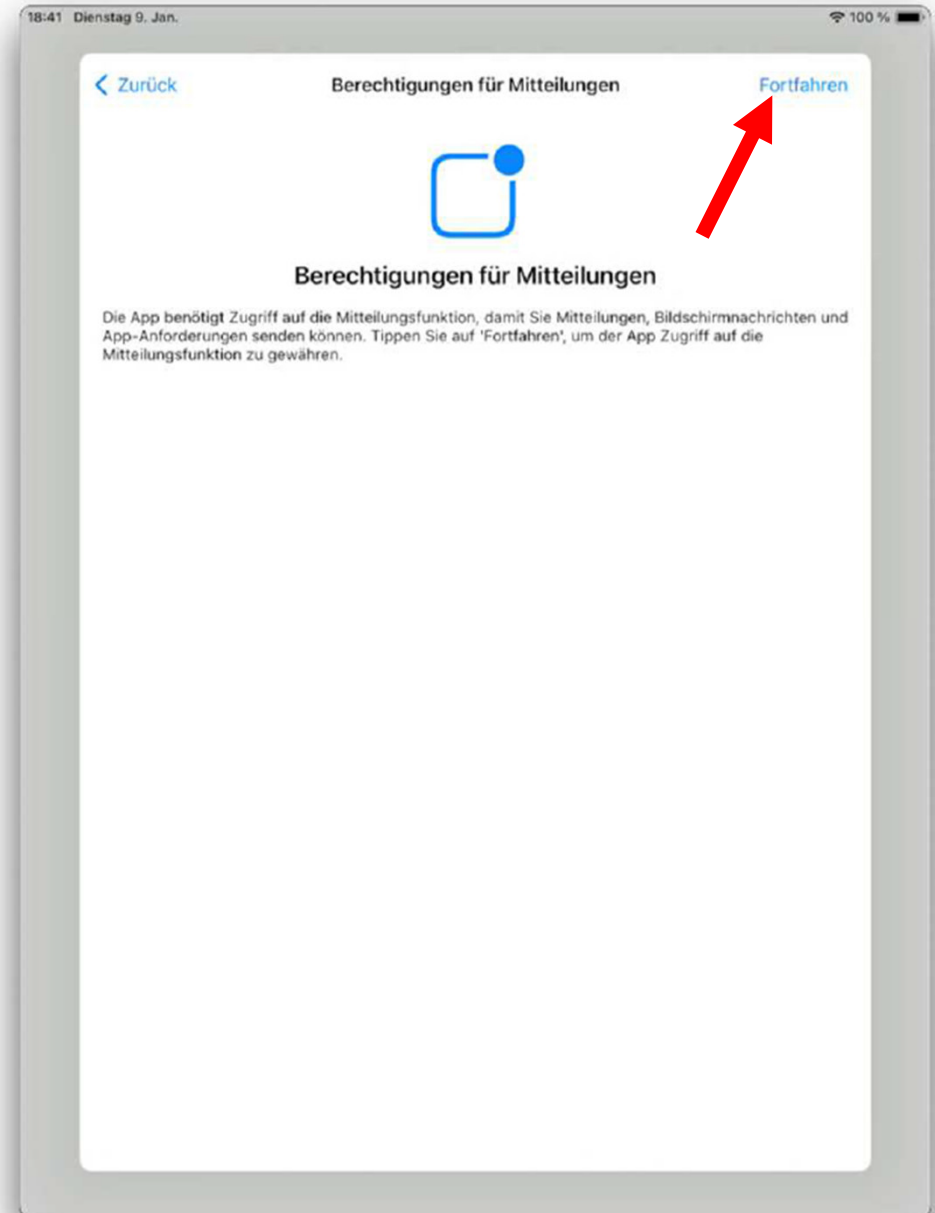 18:41 Dienstag 9. Jan. 100 %
Zurück Berechtigungen für Mitteilungen Fortfahren
Berechtigungen für Mitteilungen
Die App benötigt Zugriff auf die Mitteilungsfunktion, damit Sie Mitteilungen, Bildschirmnachrichten und
App-Anforderungen senden können. Tippen Sie auf 'Fortfahren', um der App Zugriff auf die
Mitteilungsfunktion zu gewähren.